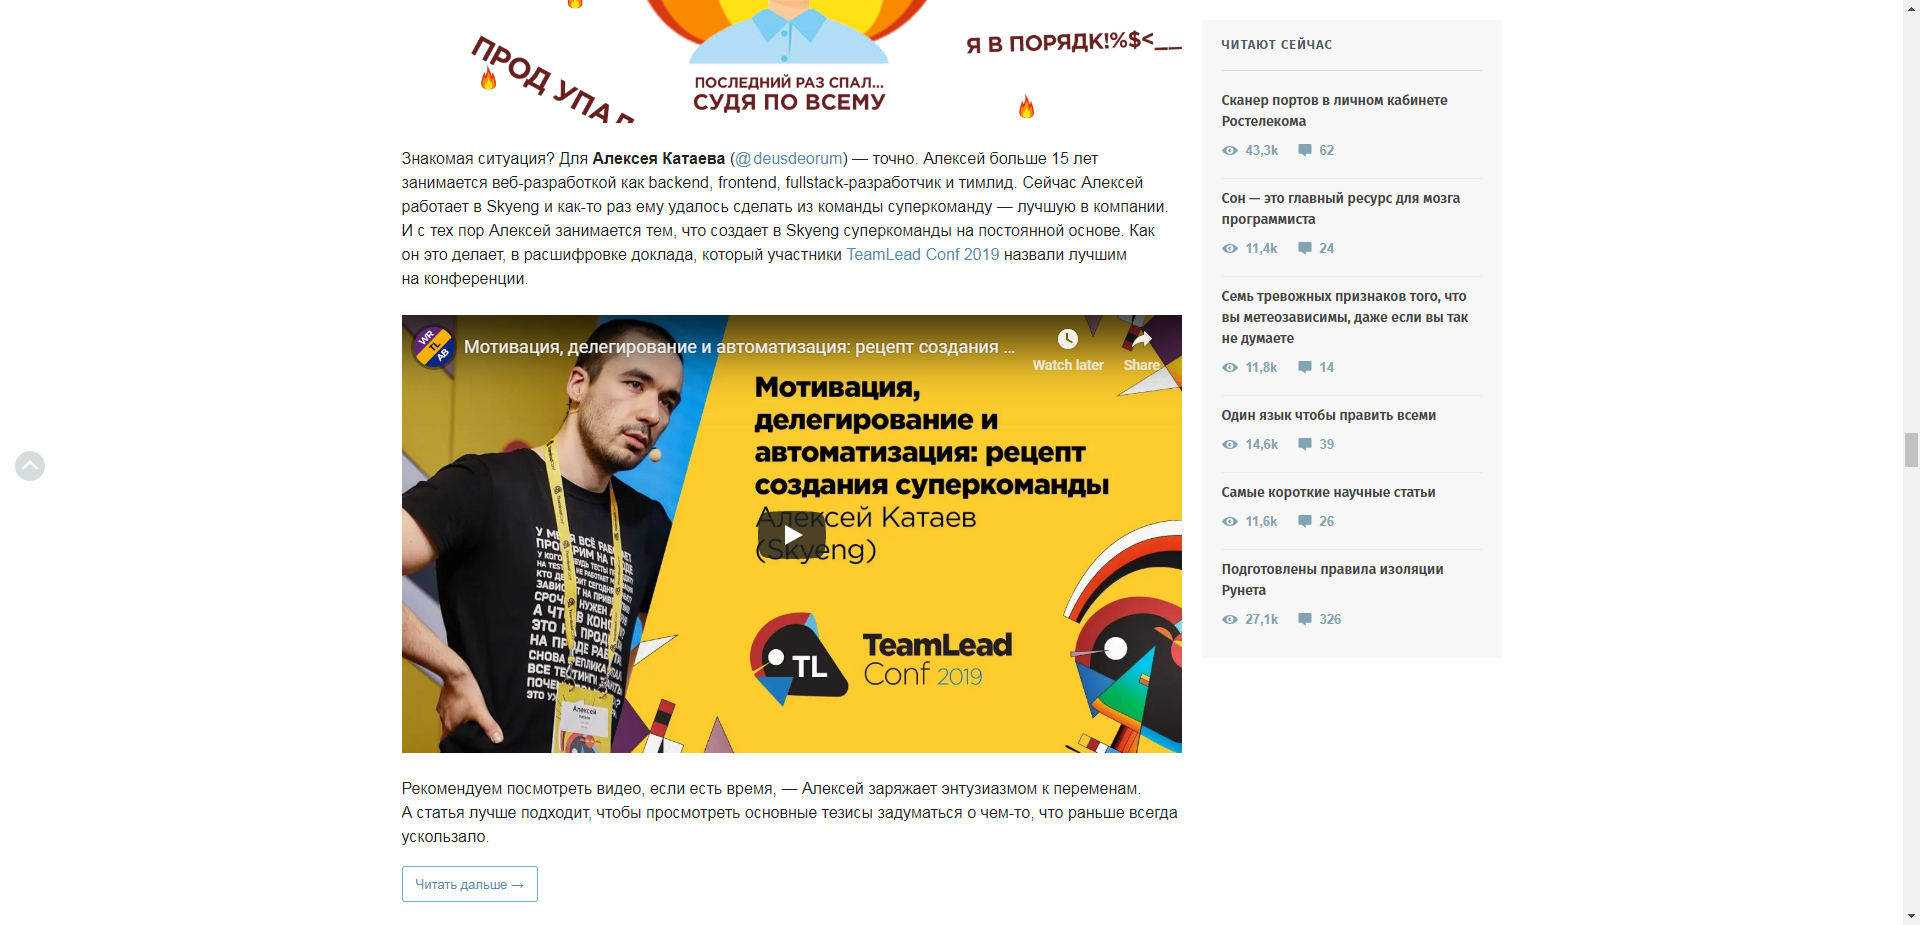 ПРОД УПАЛ
Я В ПОРЯДК!%$<__
ПОСЛЕДНИЙ РАЗ СПАЛ...
СУДЯ ПО ВСЕМУ
Знакомая ситуация? Для Алексея Катаева (@deusdeorum) — точно. Алексей больше 15 лет
занимается веб-разработкой как backend, frontend, fullstack-разработчик и тимлид. Сейчас Алексей
работает в Skyeng и как-то раз ему удалось сделать из команды суперкоманду — лучшую в компании.
И с тех пор Алексей занимается тем, что создает в Skyeng суперкоманды на постоянной основе. Как
он это делает, в расшифровке доклада, который участники TeamLead Conf 2019 назвали лучшим
на конференции.
WR
TL
AB
Мотивация, делегирование и автоматизация: рецепт создания ...
Watch later
Share
Мотивация,
делегирование и
автоматизация: рецепт
создания суперкоманды
Алексей Катаев
(Skyeng)
TL
TeamLead
Conf 2019
Алексей
Рекомендуем посмотреть видео, если есть время, — Алексей заряжает энтузиазмом к переменам.
А статья лучше подходит, чтобы просмотреть основные тезисы задуматься о чем-то, что раньше всегда
ускользало.
Читать дальше →
ЧИТАЮТ СЕЙЧАС
Сканер портов в личном кабинете
Ростелекома
43,3k 62
Сон — это главный ресурс для мозга
программиста
11,4k 24
Семь тревожных признаков того, что
вы метеозависимы, даже если вы так
не думаете
11,8k 14
Один язык чтобы править всеми
14,6k 39
Самые короткие научные статьи
11,6k 26
Подготовлены правила изоляции
Рунета
27,1k 326